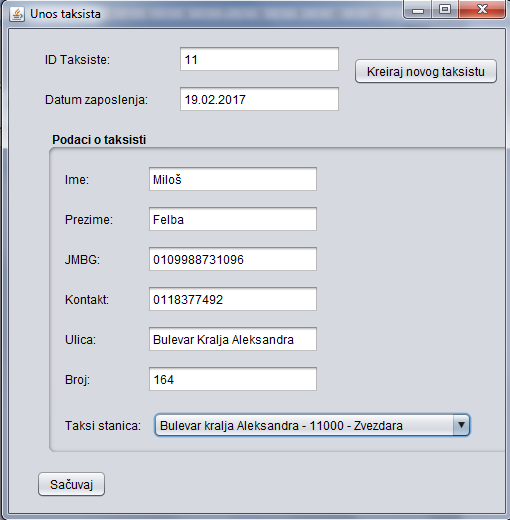 Unos taksista
ID Taksiste: 11
Kreiraj novog taksistu
Datum zaposlenja: 19.02.2017
Podaci o taksisti
Ime: Miloš
Prezime: Felba
JMBG: 0109988731096
Kontakt: 0118377492
Ulica: Bulevar Kralja Aleksandra
Broj: 164
Taksi stanica: Bulevar kralja Aleksandra - 11000 - Zvezdara
Sačuvaj